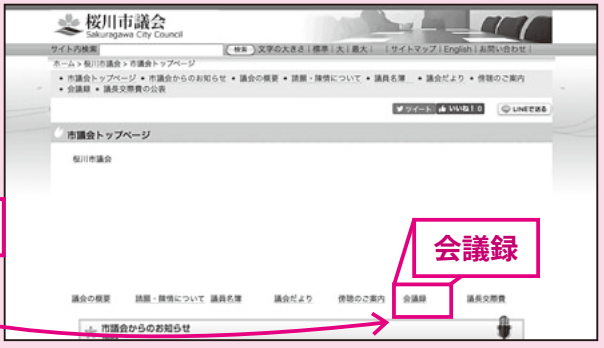 桜川市議会
Sakuragawa City Council
サイト内検索 検索 文字の大きさ｜標準｜大｜最大｜ ｜サイトマップ｜English｜お問い合わせ｜
ホーム > 桜川市議会 > 市議会トップページ
• 市議会トップページ • 市議会からのお知らせ • 議会の概要 • 請願・陳情について • 議員名簿 • 議会だより • 傍聴のご案内
• 会議録 • 議長交際費の公表
ツイート いいね！ 0 LINEで送る
市議会トップページ
桜川市議会
会議録
議会の概要 請願・陳情について 議員名簿 議会だより 傍聴のご案内 会議録 議長交際費
市議会からのお知らせ